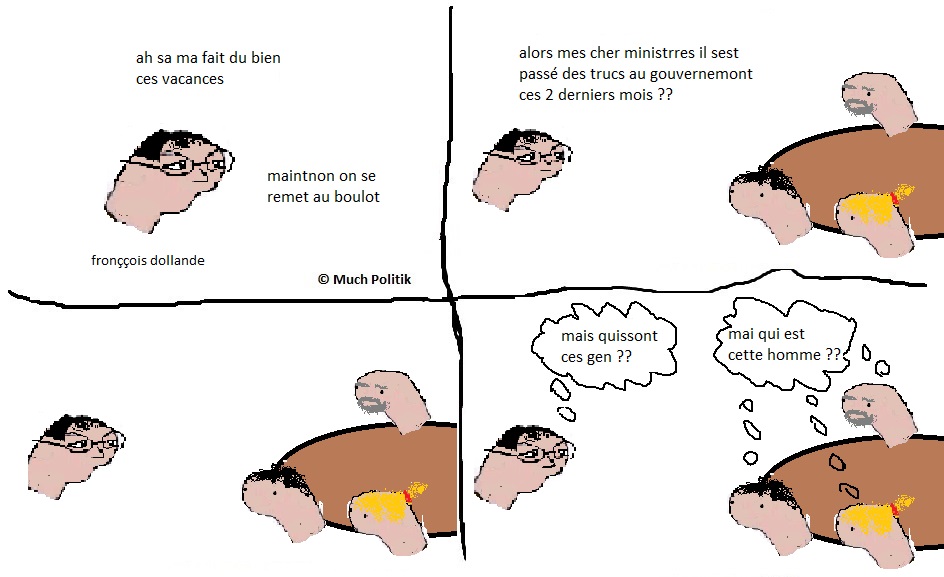 ah sa ma fait du bien
ces vacances
maintnon on se
remet au boulot
fronççois dollande
© Much Politik
alors mes cher ministrres il sest
passé des trucs au gouvernemont
ces 2 derniers mois ??
mais quissont
ces gen ??
mai qui est
cette homme ??